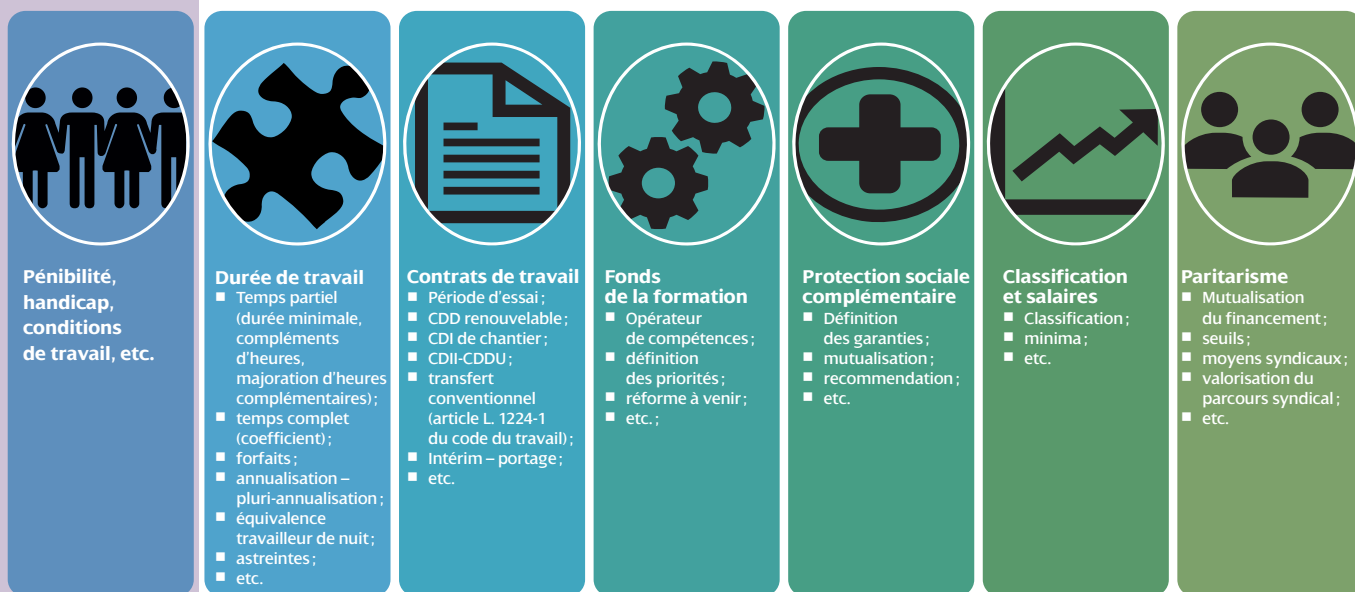 Pénibilité,
handicap,
conditions
de travail, etc.
Durée de travail
■ Temps partiel
(durée minimale,
compléments
d'heures,
majoration d'heures
complémentaires) ;
■ temps complet
(coefficient) ;
■ forfaits ;
■ annualisation –
pluri-annualisation ;
■ équivalence
travailleur de nuit ;
■ astreintes ;
■ etc.
Contrats de travail
■ Période d'essai ;
■ CDD renouvelable ;
■ CDI de chantier ;
■ CDII-CDDU ;
■ transfert
conventionnel
(article L. 1224-1
du code du travail) ;
■ Intérim – portage ;
■ etc.
Fonds
de la formation
■ Opérateur
de compétences ;
■ définition
des priorités ;
■ réforme à venir ;
■ etc. ;
Protection sociale
complémentaire
■ Définition
des garanties ;
■ mutualisation ;
■ recommendation ;
■ etc.
Classification
et salaires
■ Classification ;
■ minima ;
■ etc.
Paritarisme
■ Mutualisation
du financement ;
■ seuils ;
■ moyens syndicaux ;
■ valorisation du
parcours syndical ;
■ etc.